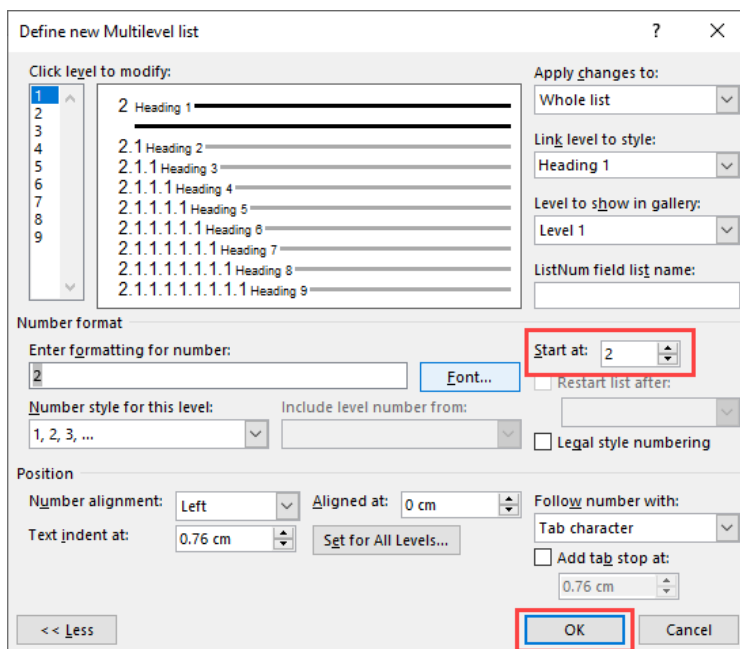 Define new Multilevel list
? ×
Click level to modify:
1
2
3
4
5
6
7
8
9
2 Heading 1
2.1 Heading 2
2.1.1 Heading 3
2.1.1.1 Heading 4
2.1.1.1.1 Heading 5
2.1.1.1.1.1 Heading 6
2.1.1.1.1.1.1 Heading 7
2.1.1.1.1.1.1.1 Heading 8
2.1.1.1.1.1.1.1.1 Heading 9
Apply changes to:
Whole list
Link level to style:
Heading 1
Level to show in gallery:
Level 1
ListNum field list name:
Number format
Enter formatting for number:
2
Font...
Start at: 2
Restart list after:
Number style for this level:
1, 2, 3, ...
Include level number from:
Legal style numbering
Position
Number alignment: Left
Aligned at: 0 cm
Text indent at: 0.76 cm
Set for All Levels...
Follow number with:
Tab character
Add tab stop at:
0.76 cm
<< Less
OK
Cancel